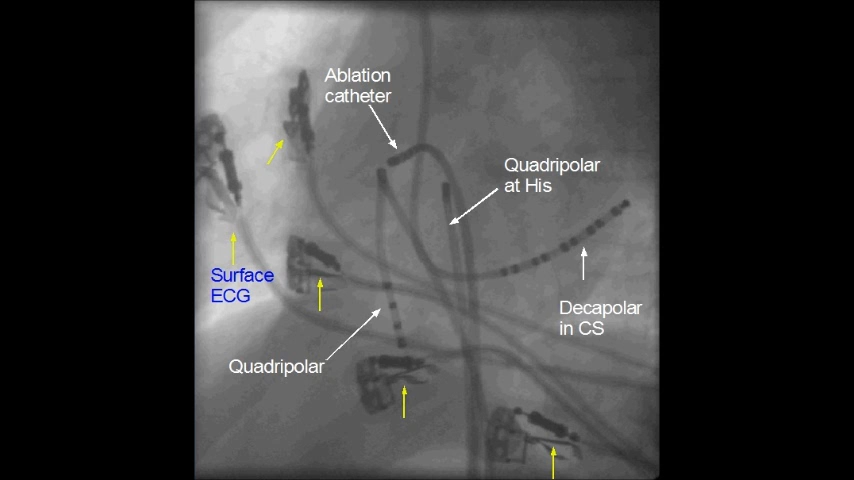 Ablation
catheter
Quadripolar
at His
Surface
ECG
Decapolar
in CS
Quadripolar